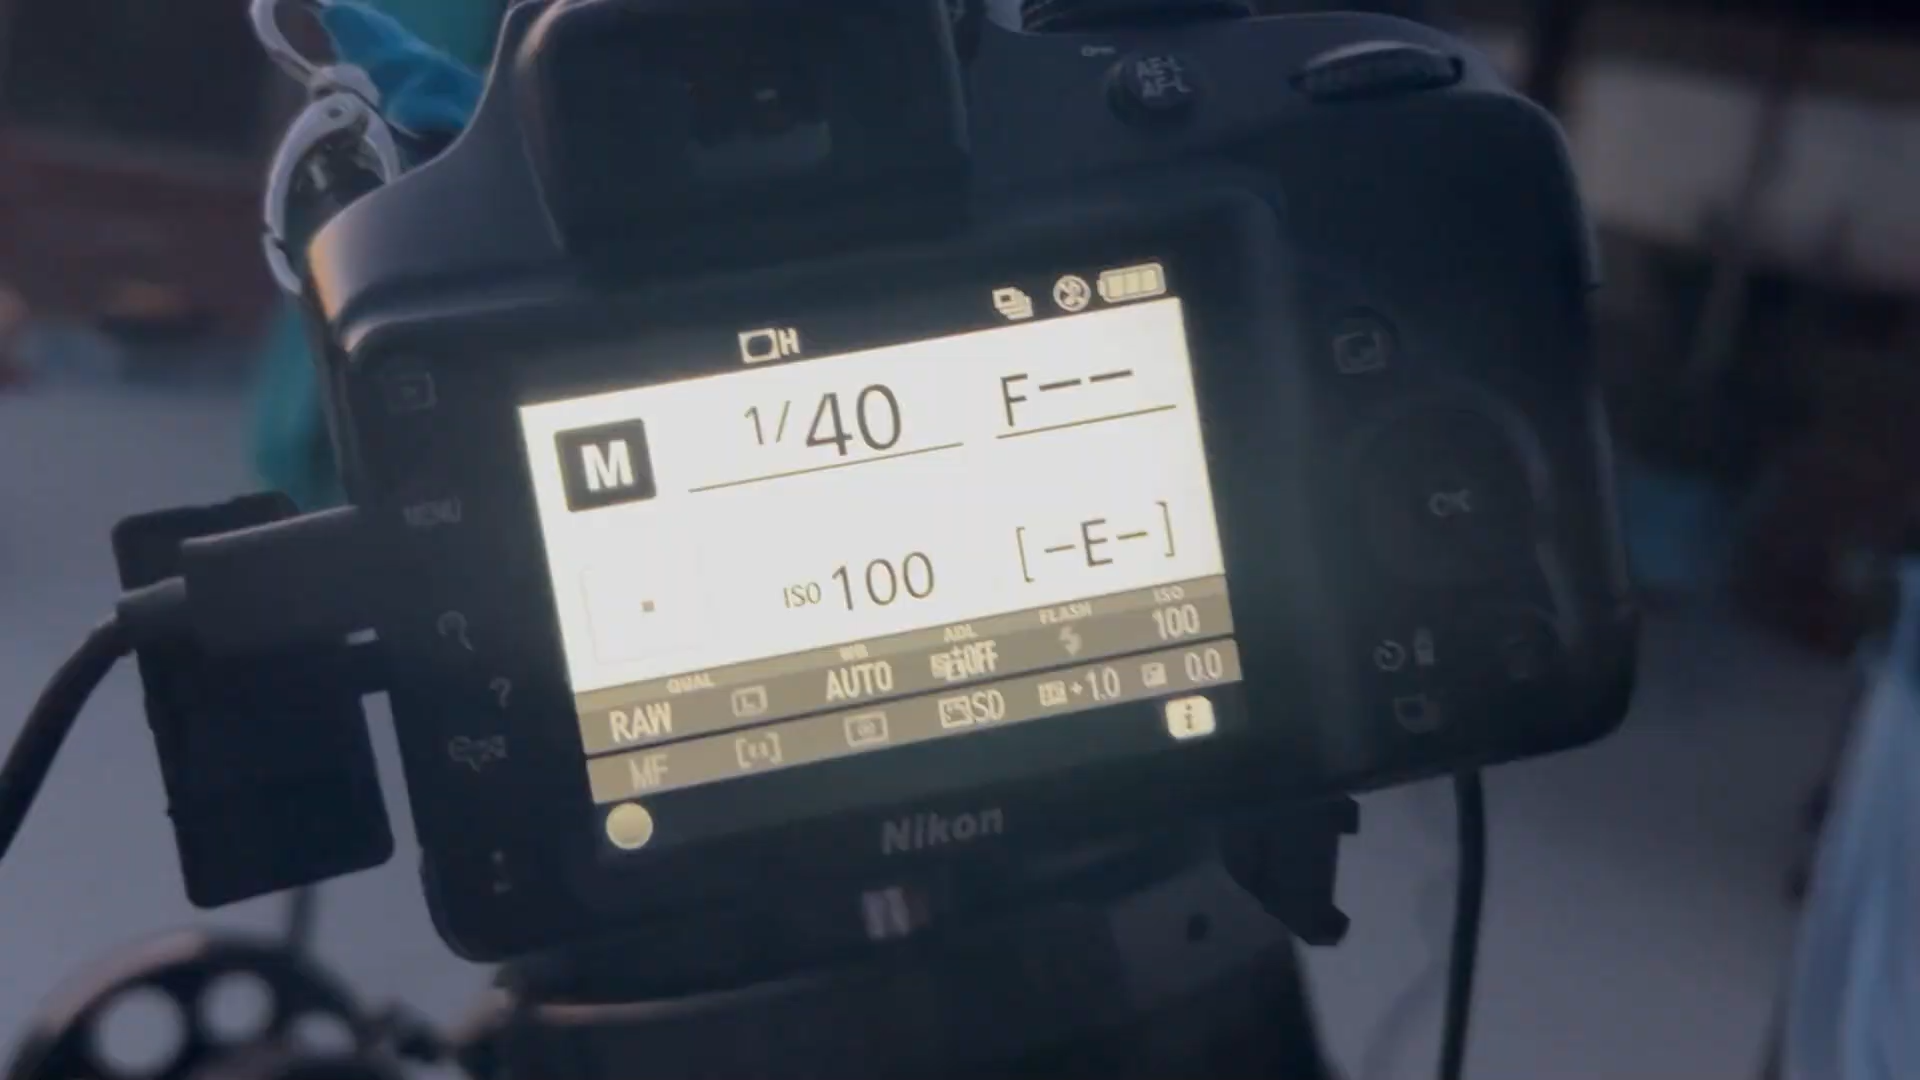 AE-L
AF-L
H
M 1/40 F--
ISO 100 [-E-]
QUAL WB ADL FLASH ISO
RAW L AUTO OFF 100
MF SD +1.0 0.0
i
MENU
?
OK
Nikon